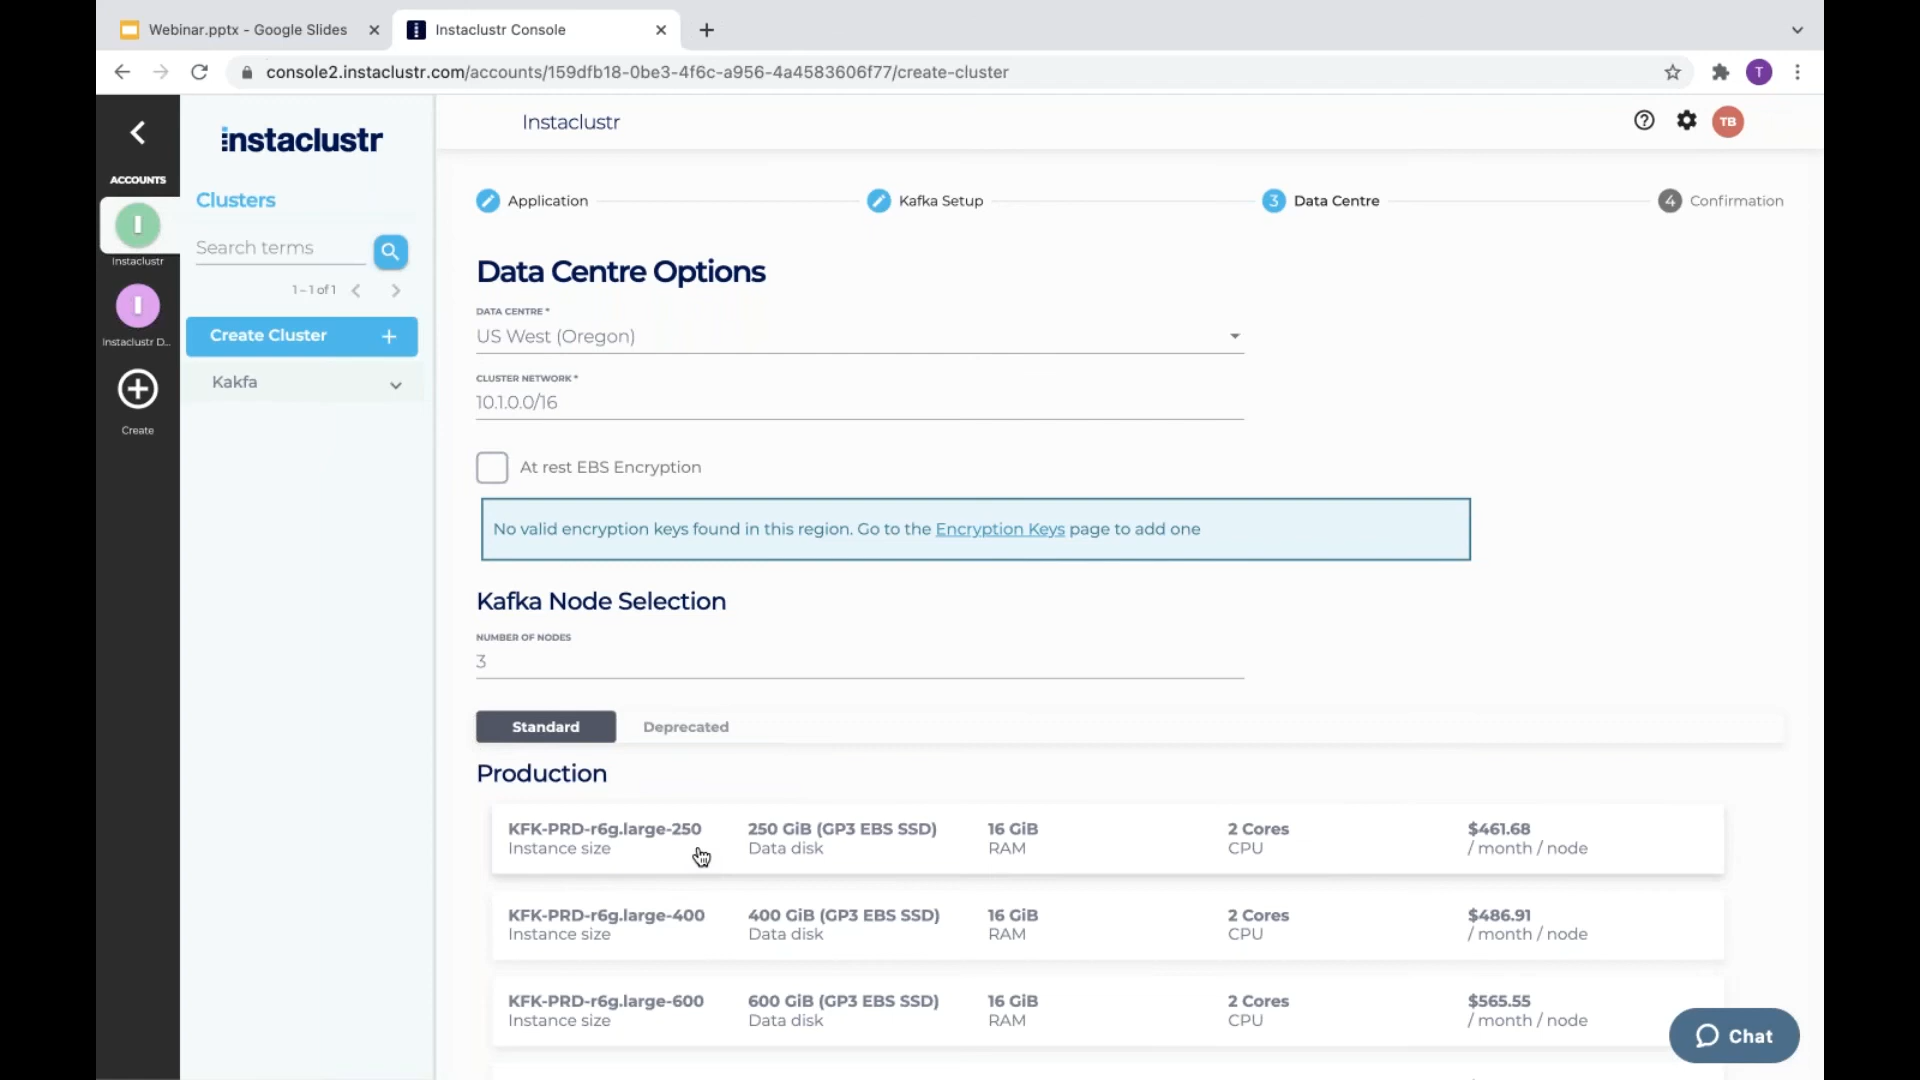 Webinar.pptx - Google Slides
Instaclustr Console
console2.instaclustr.com/accounts/159dfb18-0be3-4f6c-a956-4a4583606f77/create-cluster
T
ACCOUNTS
I
Instaclustr
I
Instaclustr D...
Create
instaclustr
Clusters
Search terms
1 - 1 of 1
Create Cluster +
Kakfa
Instaclustr
TB
Application
Kafka Setup
3 Data Centre
4 Confirmation
Data Centre Options
DATA CENTRE *
US West (Oregon)
CLUSTER NETWORK *
10.1.0.0/16
At rest EBS Encryption
No valid encryption keys found in this region. Go to the Encryption Keys page to add one
Kafka Node Selection
NUMBER OF NODES
3
Standard
Deprecated
Production
KFK-PRD-r6g.large-250 250 GiB (GP3 EBS SSD) 16 GiB 2 Cores $461.68
Instance size Data disk RAM CPU / month / node
KFK-PRD-r6g.large-400 400 GiB (GP3 EBS SSD) 16 GiB 2 Cores $486.91
Instance size Data disk RAM CPU / month / node
KFK-PRD-r6g.large-600 600 GiB (GP3 EBS SSD) 16 GiB 2 Cores $565.55
Instance size Data disk RAM CPU / month / node
Chat